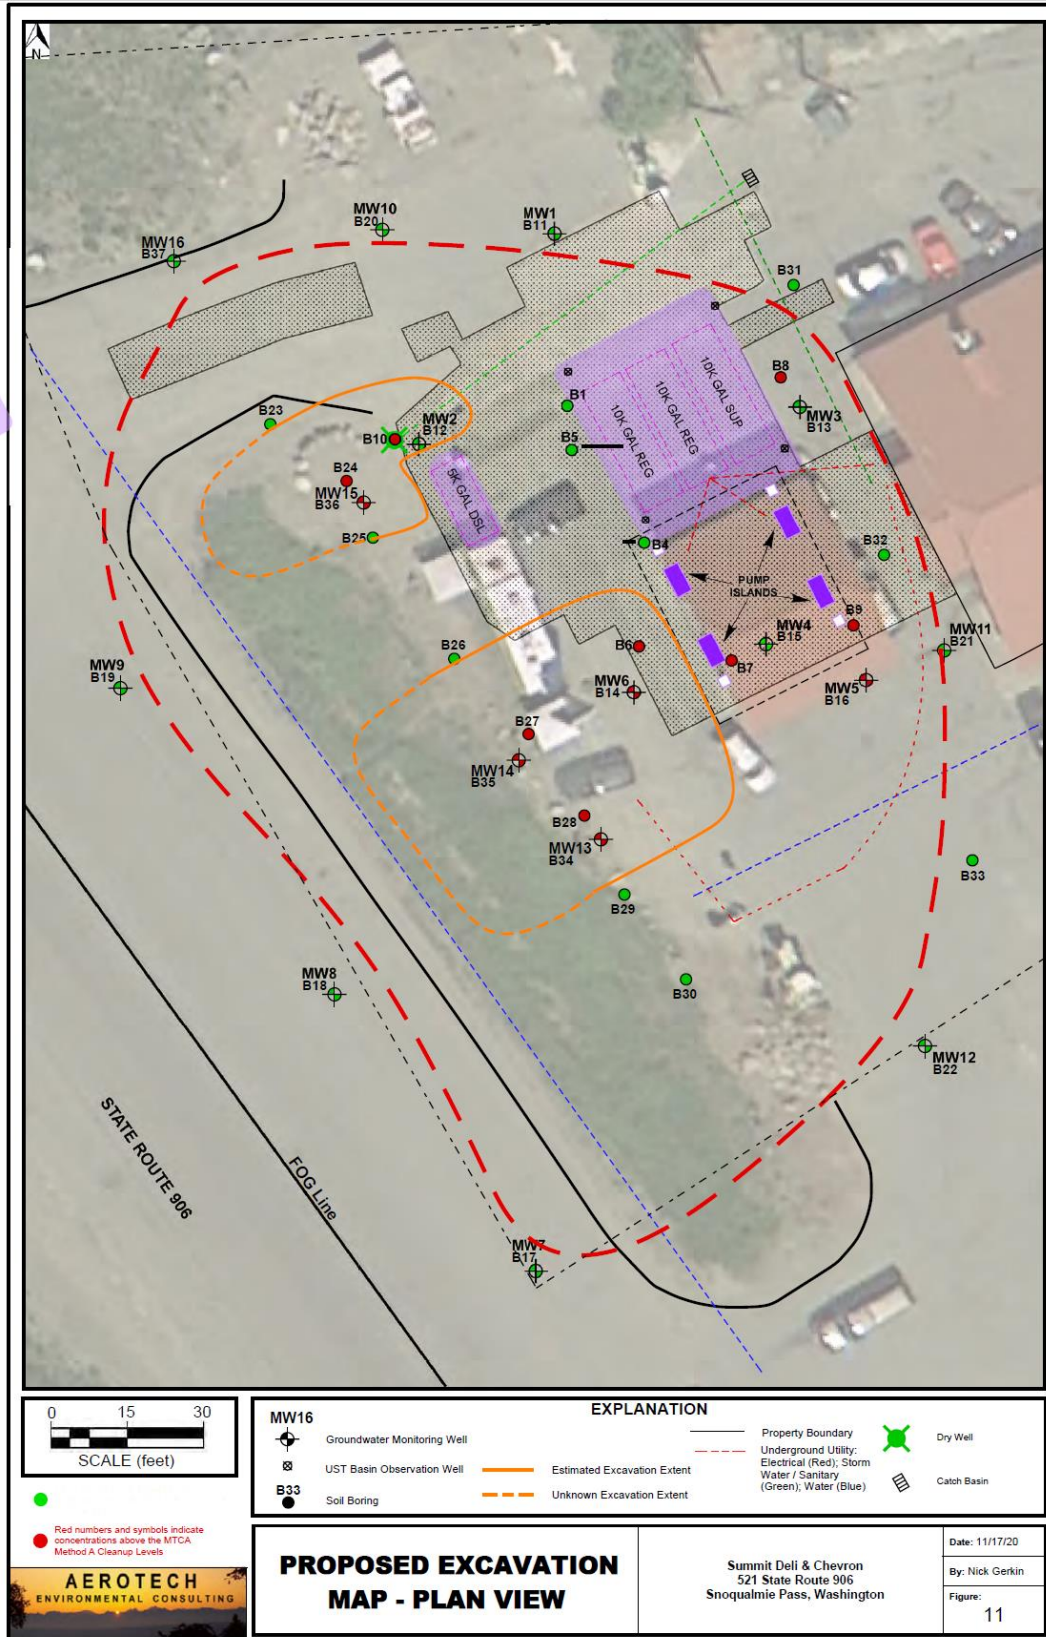 N
MW10
B20
MW1
B11
MW16
B37
B31
B8
MW3
B13
10K GAL SUP
10K GAL REG
10K GAL REG
B1
B5
B23
B10
MW2
B12
B24
MW15
B36
B25
5K GAL DSL
B4
B32
PUMP
ISLANDS
B9
MW4
B15
MW11
B21
B6
B7
B26
MW9
B19
MW6
B14
MW5
B16
B27
MW14
B35
B28
MW13
B34
B33
B29
MW8
B18
B30
MW12
B22
STATE ROUTE 906
FOG Line
MW7
B17
0 15 30
SCALE (feet)
Red numbers and symbols indicate
concentrations above the MTCA
Method A Cleanup Levels
AEROTECH
ENVIRONMENTAL CONSULTING
EXPLANATION
MW16
Groundwater Monitoring Well
UST Basin Observation Well
B33
Soil Boring
Estimated Excavation Extent
Unknown Excavation Extent
Property Boundary
Underground Utility:
Electrical (Red); Storm
Water / Sanitary
(Green); Water (Blue)
Dry Well
Catch Basin
PROPOSED EXCAVATION
MAP - PLAN VIEW
Summit Deli & Chevron
521 State Route 906
Snoqualmie Pass, Washington
Date: 11/17/20
By: Nick Gerkin
Figure:
11